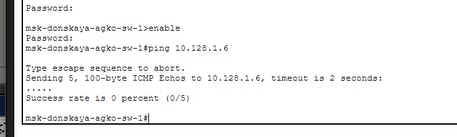 Password:
msk-donskaya-agko-sw-1>enable
Password:
msk-donskaya-agko-sw-1#ping 10.128.1.6
Type escape sequence to abort.
Sending 5, 100-byte ICMP Echos to 10.128.1.6, timeout is 2 seconds:
.....
Success rate is 0 percent (0/5)
msk-donskaya-agko-sw-1#